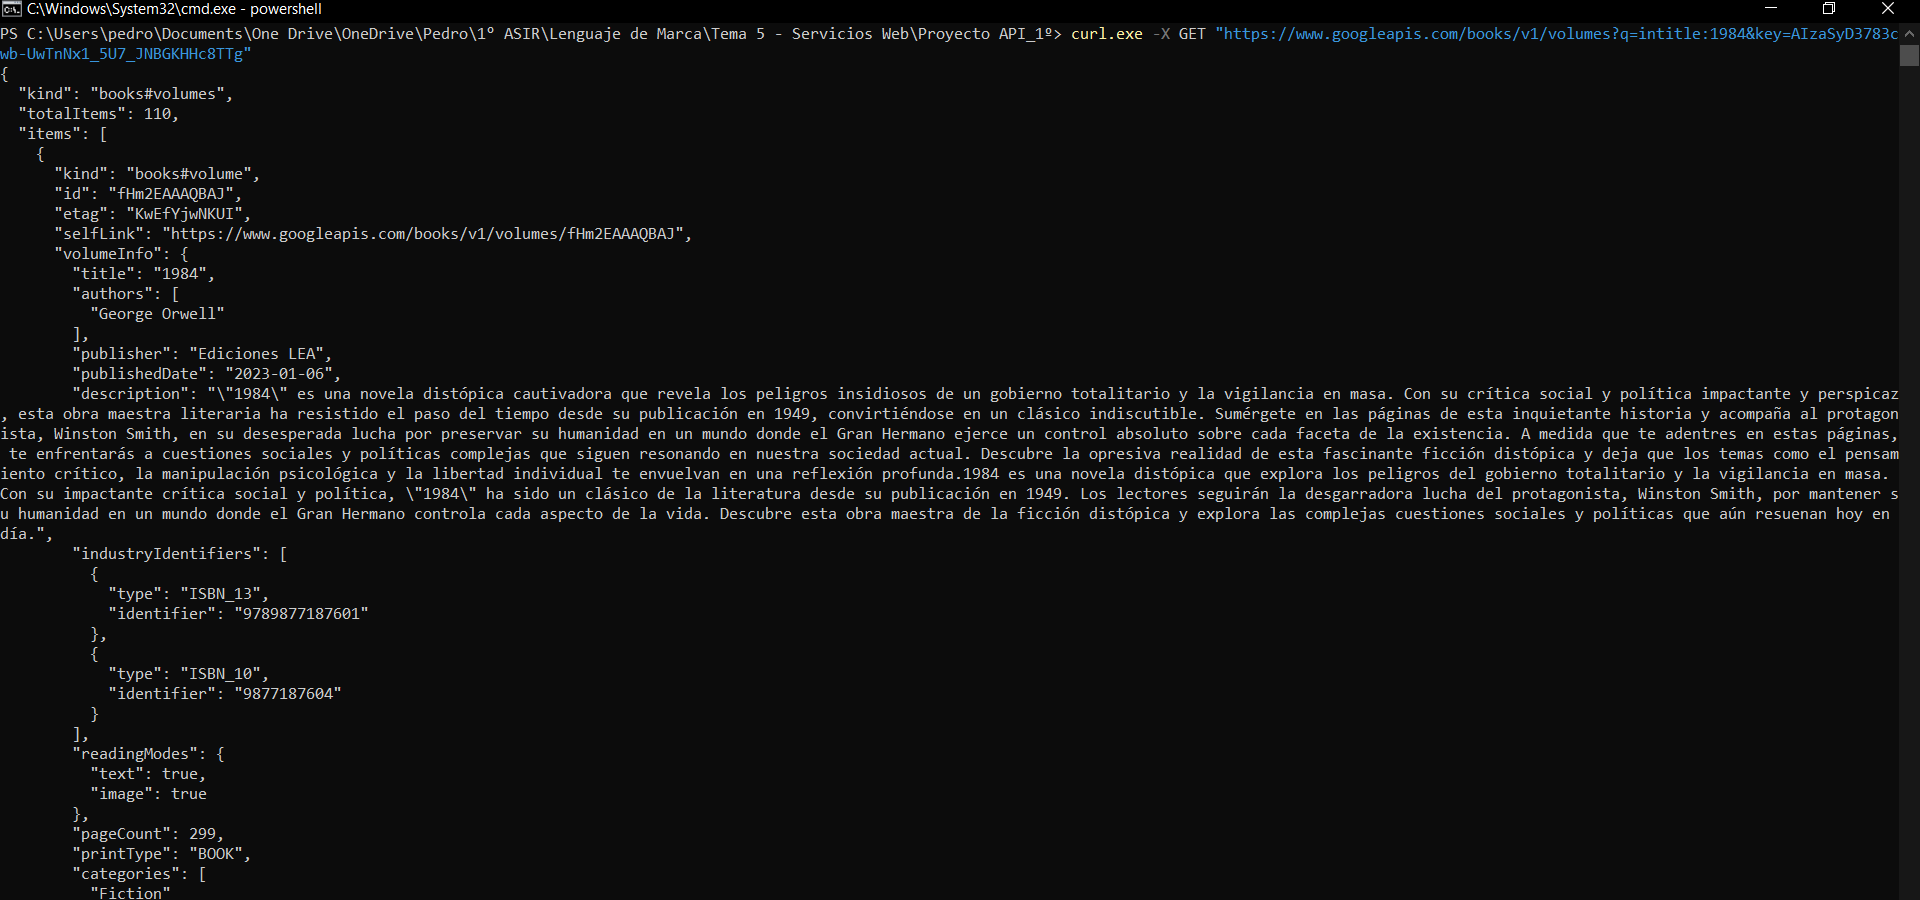 C:\Windows\System32\cmd.exe - powershell
PS C:\Users\pedro\Documents\One Drive\OneDrive\Pedro\1º ASIR\Lenguaje de Marca\Tema 5 - Servicios Web\Proyecto API_1º> curl.exe -X GET "https://www.googleapis.com/books/v1/volumes?q=intitle:1984&key=AIzaSyD3783c
wb-UwTnNx1_5U7_JNBGKHHc8TTg"
{
  "kind": "books#volumes",
  "totalItems": 110,
  "items": [
    {
      "kind": "books#volume",
      "id": "fHm2EAAAQBAJ",
      "etag": "KwEfYjwNKUI",
      "selfLink": "https://www.googleapis.com/books/v1/volumes/fHm2EAAAQBAJ",
      "volumeInfo": {
        "title": "1984",
        "authors": [
          "George Orwell"
        ],
        "publisher": "Ediciones LEA",
        "publishedDate": "2023-01-06",
        "description": "\"1984\" es una novela distópica cautivadora que revela los peligros insidiosos de un gobierno totalitario y la vigilancia en masa. Con su crítica social y política impactante y perspicaz
, esta obra maestra literaria ha resistido el paso del tiempo desde su publicación en 1949, convirtiéndose en un clásico indiscutible. Sumérgete en las páginas de esta inquietante historia y acompaña al protagon
ista, Winston Smith, en su desesperada lucha por preservar su humanidad en un mundo donde el Gran Hermano ejerce un control absoluto sobre cada faceta de la existencia. A medida que te adentres en estas páginas,
 te enfrentarás a cuestiones sociales y políticas complejas que siguen resonando en nuestra sociedad actual. Descubre la opresiva realidad de esta fascinante ficción distópica y deja que los temas como el pensam
iento crítico, la manipulación psicológica y la libertad individual te envuelvan en una reflexión profunda.1984 es una novela distópica que explora los peligros del gobierno totalitario y la vigilancia en masa.
Con su impactante crítica social y política, \"1984\" ha sido un clásico de la literatura desde su publicación en 1949. Los lectores seguirán la desgarradora lucha del protagonista, Winston Smith, por mantener s
u humanidad en un mundo donde el Gran Hermano controla cada aspecto de la vida. Descubre esta obra maestra de la ficción distópica y explora las complejas cuestiones sociales y políticas que aún resuenan hoy en
día.",
        "industryIdentifiers": [
          {
            "type": "ISBN_13",
            "identifier": "9789877187601"
          },
          {
            "type": "ISBN_10",
            "identifier": "9877187604"
          }
        ],
        "readingModes": {
          "text": true,
          "image": true
        },
        "pageCount": 299,
        "printType": "BOOK",
        "categories": [
          "Fiction"